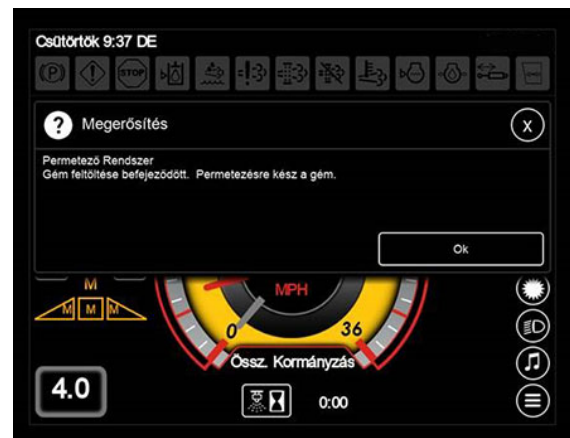 Csütörtök 9:37 DE
(P) STOP
? Megerősítés X
Permetező Rendszer
Gém feltöltése befejeződött. Permetezésre kész a gém.
Ok
M
M M M
MPH
0 36
Össz. Kormányzás
4.0
0:00